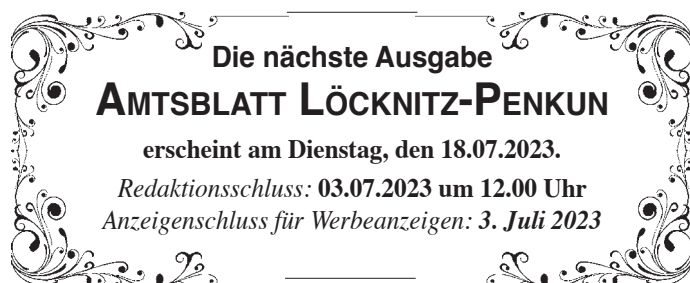 Die nächste Ausgabe
AMTSBLATT LÖCKNITZ-PENKUN
erscheint am Dienstag, den 18.07.2023.
Redaktionsschluss: 03.07.2023 um 12.00 Uhr
Anzeigenschluss für Werbeanzeigen: 3. Juli 2023